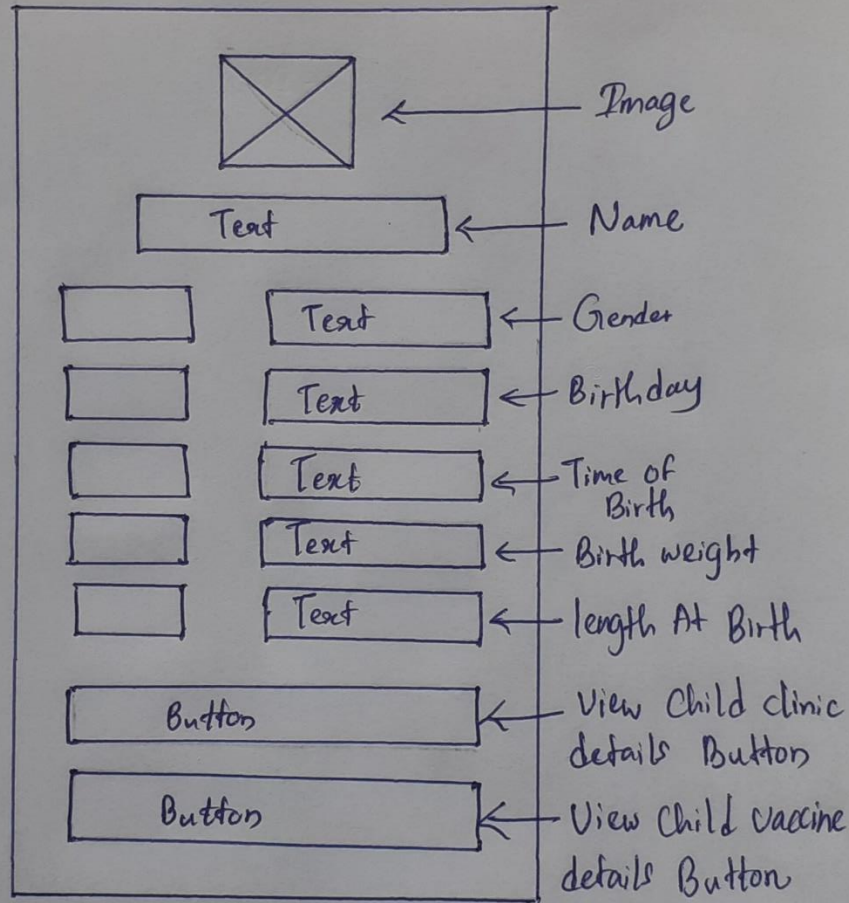 Image
Text
Name
Text
Gender
Text
Birthday
Text
Time of
Birth
Text
Birth weight
Text
length At Birth
Button
View child clinic
details Button
Button
View child vaccine
details Button